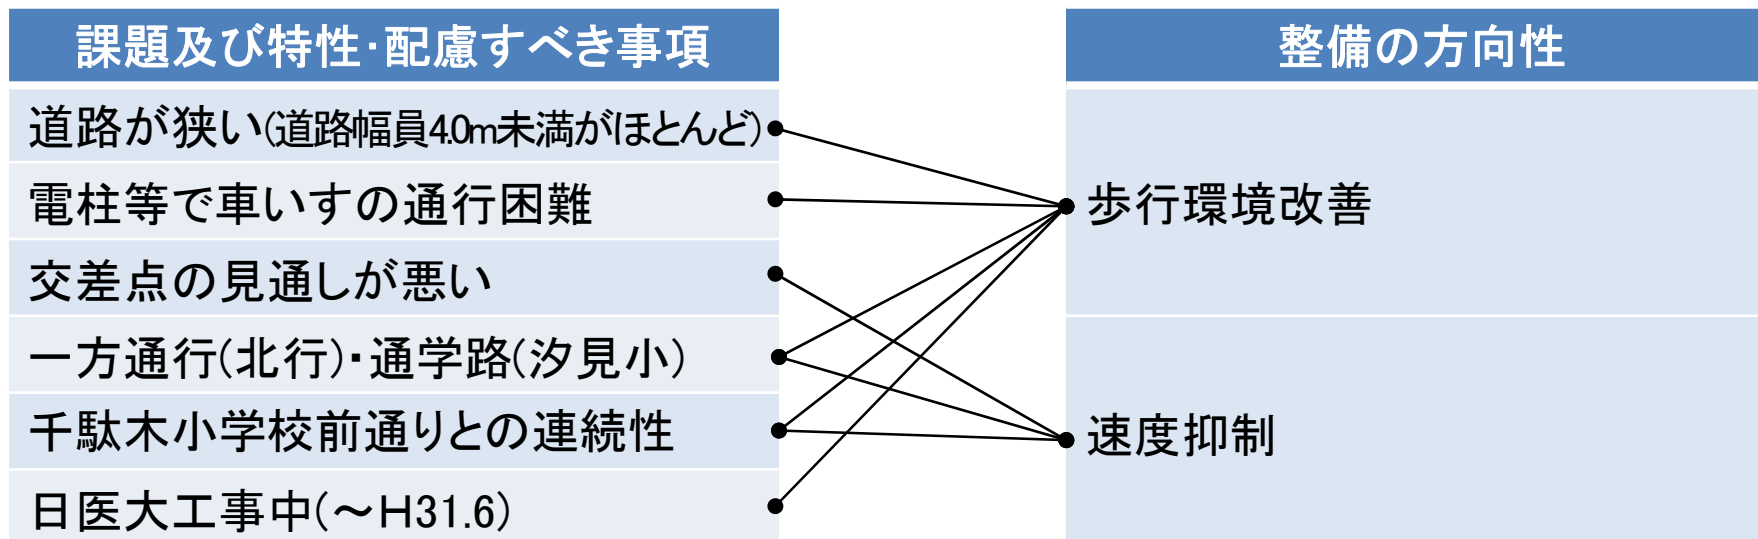 課題及び特性・配慮すべき事項
整備の方向性
道路が狭い(道路幅員4.0m未満がほとんど)
電柱等で車いすの通行困難
交差点の見通しが悪い
一方通行(北行)・通学路(汐見小)
千駄木小学校前通りとの連続性
日医大工事中(～H31.6)
歩行環境改善
速度抑制